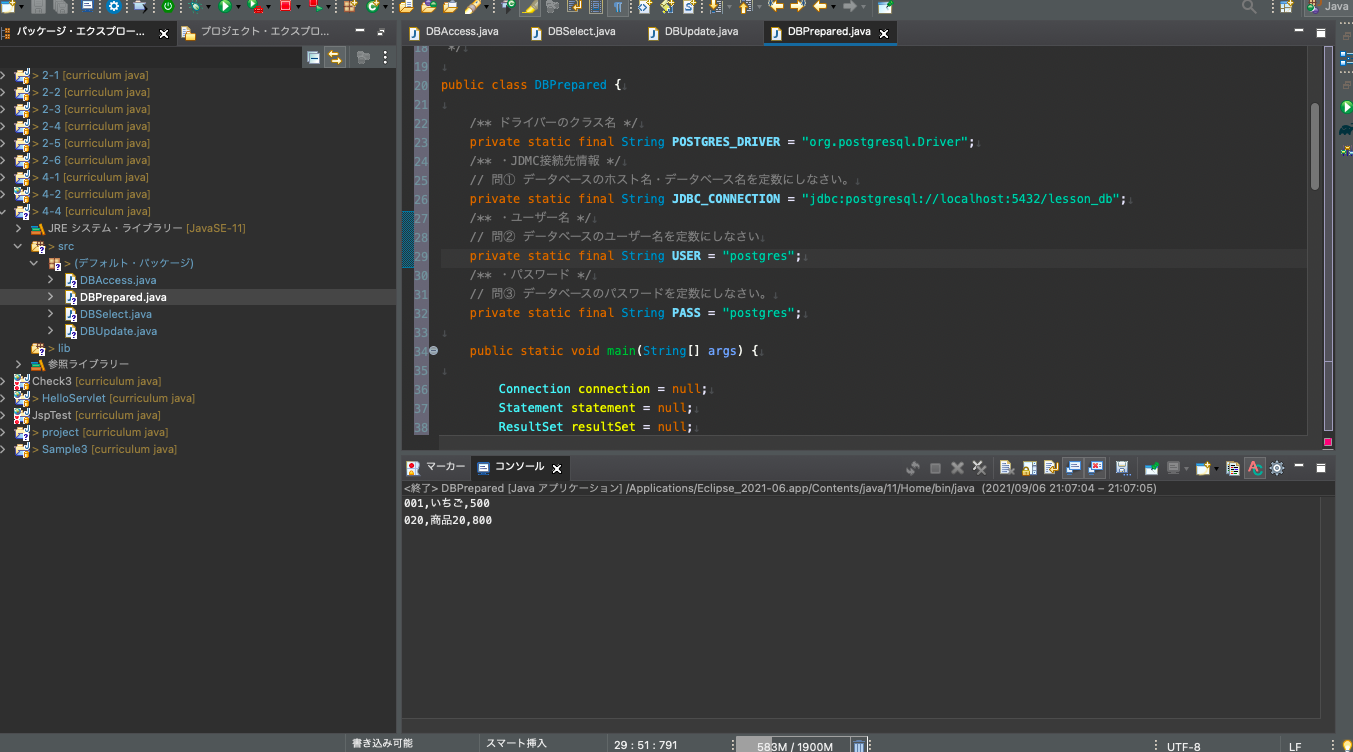 Java
パッケージ・エクスプロー...
プロジェクト・エクスプロ...
> 2-1 [curriculum java]
> 2-2 [curriculum java]
> 2-3 [curriculum java]
> 2-4 [curriculum java]
> 2-5 [curriculum java]
> 2-6 [curriculum java]
> 4-1 [curriculum java]
> 4-2 [curriculum java]
> 4-4 [curriculum java]
JRE システム・ライブラリー [JavaSE-11]
> src
> (デフォルト・パッケージ)
DBAccess.java
DBPrepared.java
DBSelect.java
DBUpdate.java
> lib
参照ライブラリー
Check3 [curriculum java]
> HelloServlet [curriculum java]
JspTest [curriculum java]
> project [curriculum java]
> Sample3 [curriculum java]
DBAccess.java DBSelect.java DBUpdate.java DBPrepared.java
18 */
19
20 public class DBPrepared {
21
22 /** ドライバーのクラス名 */
23 private static final String POSTGRES_DRIVER = "org.postgresql.Driver";
24 /** ・JDMC接続先情報 */
25 // 問① データベースのホスト名・データベース名を定数にしなさい。
26 private static final String JDBC_CONNECTION = "jdbc:postgresql://localhost:5432/lesson_db";
27 /** ・ユーザー名 */
28 // 問② データベースのユーザー名を定数にしなさい
29 private static final String USER = "postgres";
30 /** ・パスワード */
31 // 問③ データベースのパスワードを定数にしなさい。
32 private static final String PASS = "postgres";
33
34 public static void main(String[] args) {
35
36 Connection connection = null;
37 Statement statement = null;
38 ResultSet resultSet = null;
マーカー コンソール
<終了> DBPrepared [Java アプリケーション] /Applications/Eclipse_2021-06.app/Contents/java/11/Home/bin/java (2021/09/06 21:07:04 – 21:07:05)
001,いちご,500
020,商品20,800
書き込み可能 スマート挿入 29 : 51 : 791 583M / 1900M UTF-8 LF